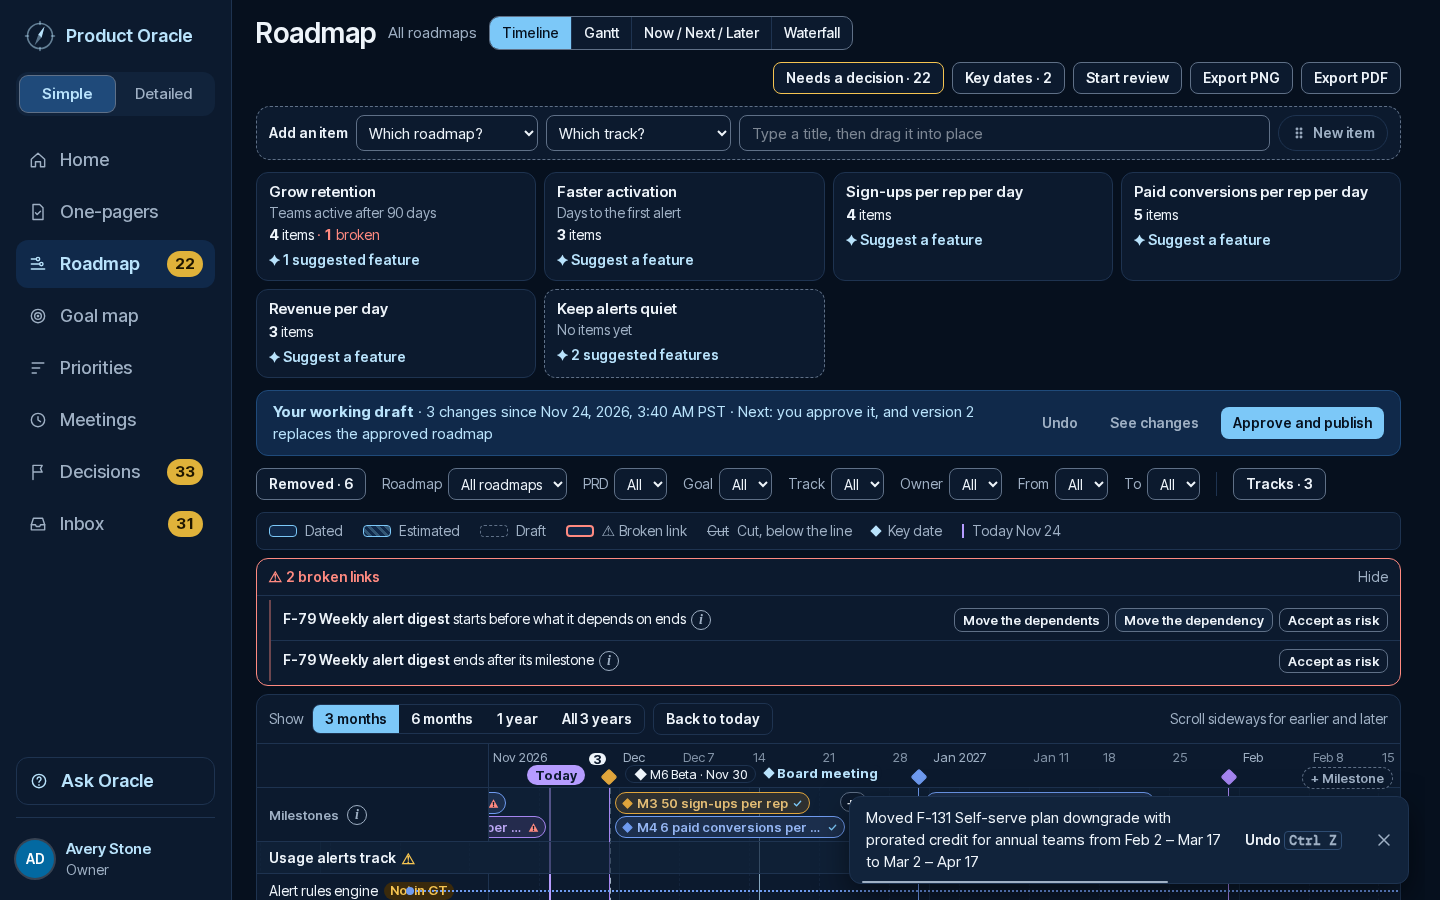 Product Oracle
Simple
Detailed
Home
One-pagers
Roadmap
22
Goal map
Priorities
Meetings
Decisions
33
Inbox
31
Ask Oracle
AD
Avery Stone
Owner
Roadmap
All roadmaps
Timeline
Gantt
Now / Next / Later
Waterfall
Needs a decision · 22
Key dates · 2
Start review
Export PNG
Export PDF
Add an item
Which roadmap?
Which track?
Type a title, then drag it into place
New item
Grow retention
Teams active after 90 days
4 items · 1 broken
1 suggested feature
Faster activation
Days to the first alert
3 items
Suggest a feature
Sign-ups per rep per day
4 items
Suggest a feature
Paid conversions per rep per day
5 items
Suggest a feature
Revenue per day
3 items
Suggest a feature
Keep alerts quiet
No items yet
2 suggested features
Your working draft · 3 changes since Nov 24, 2026, 3:40 AM PST · Next: you approve it, and version 2
replaces the approved roadmap
Undo
See changes
Approve and publish
Removed · 6
Roadmap
All roadmaps
PRD
All
Goal
All
Track
All
Owner
All
From
All
To
All
Tracks · 3
Dated
Estimated
Draft
⚠ Broken link
Cut
Cut, below the line
Key date
Today Nov 24
⚠ 2 broken links
Hide
F-79 Weekly alert digest starts before what it depends on ends i
Move the dependents
Move the dependency
Accept as risk
F-79 Weekly alert digest ends after its milestone i
Accept as risk
Show
3 months
6 months
1 year
All 3 years
Back to today
Scroll sideways for earlier and later
Nov 2026
3
Dec
Dec 7
14
21
28
Jan 2027
Jan 11
18
25
Feb
Feb 8
15
Today
M6 Beta · Nov 30
Board meeting
+ Milestone
Milestones i
M3 50 sign-ups per rep
per ...
M4 6 paid conversions per ...
Usage alerts track ⚠
Alert rules engine
Moved F-131 Self-serve plan downgrade with
prorated credit for annual teams from Feb 2 – Mar 17
to Mar 2 – Apr 17
Undo
Ctrl Z